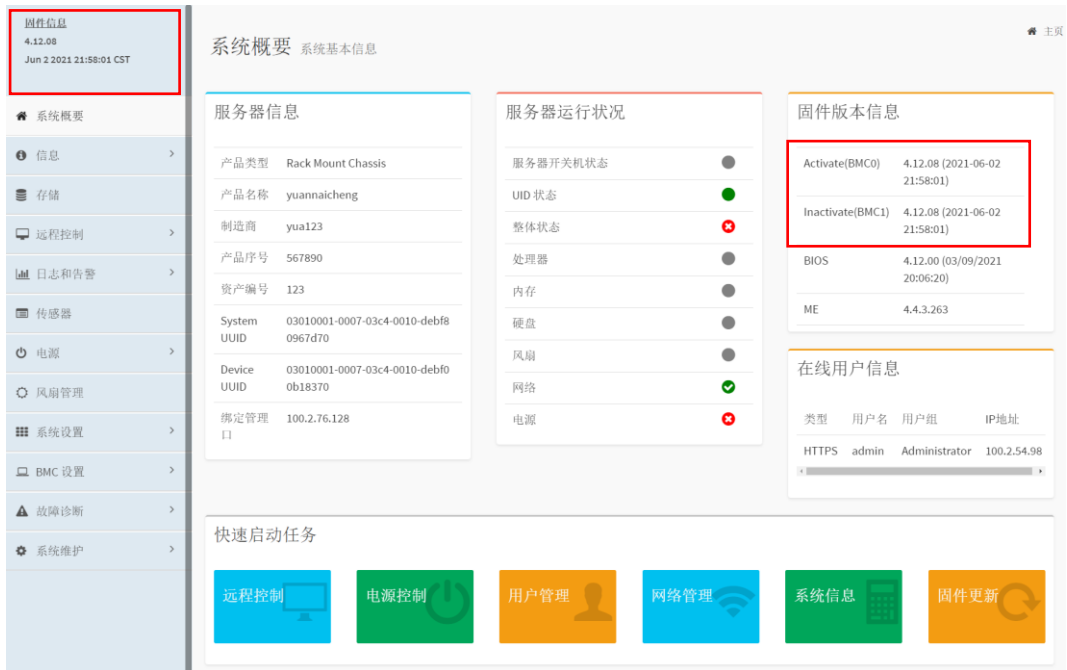 固件信息
4.12.08
Jun 2 2021 21:58:01 CST
系统概要
信息
存储
远程控制
日志和告警
传感器
电源
风扇管理
系统设置
BMC 设置
故障诊断
系统维护
系统概要 系统基本信息
主页
服务器信息
产品类型 Rack Mount Chassis
产品名称 yuannaicheng
制造商 yua123
产品序号 567890
资产编号 123
System 03010001-0007-03c4-0010-debf8
UUID 0967d70
Device 03010001-0007-03c4-0010-debf0
UUID 0b18370
绑定管理 100.2.76.128
口
服务器运行状况
服务器开关机状态
UID 状态
整体状态
处理器
内存
硬盘
风扇
网络
电源
固件版本信息
Activate(BMC0) 4.12.08 (2021-06-02
21:58:01)
Inactivate(BMC1) 4.12.08 (2021-06-02
21:58:01)
BIOS 4.12.00 (03/09/2021
20:06:20)
ME 4.4.3.263
在线用户信息
类型 用户名 用户组 IP地址
HTTPS admin Administrator 100.2.54.98
快速启动任务
远程控制
电源控制
用户管理
网络管理
系统信息
固件更新